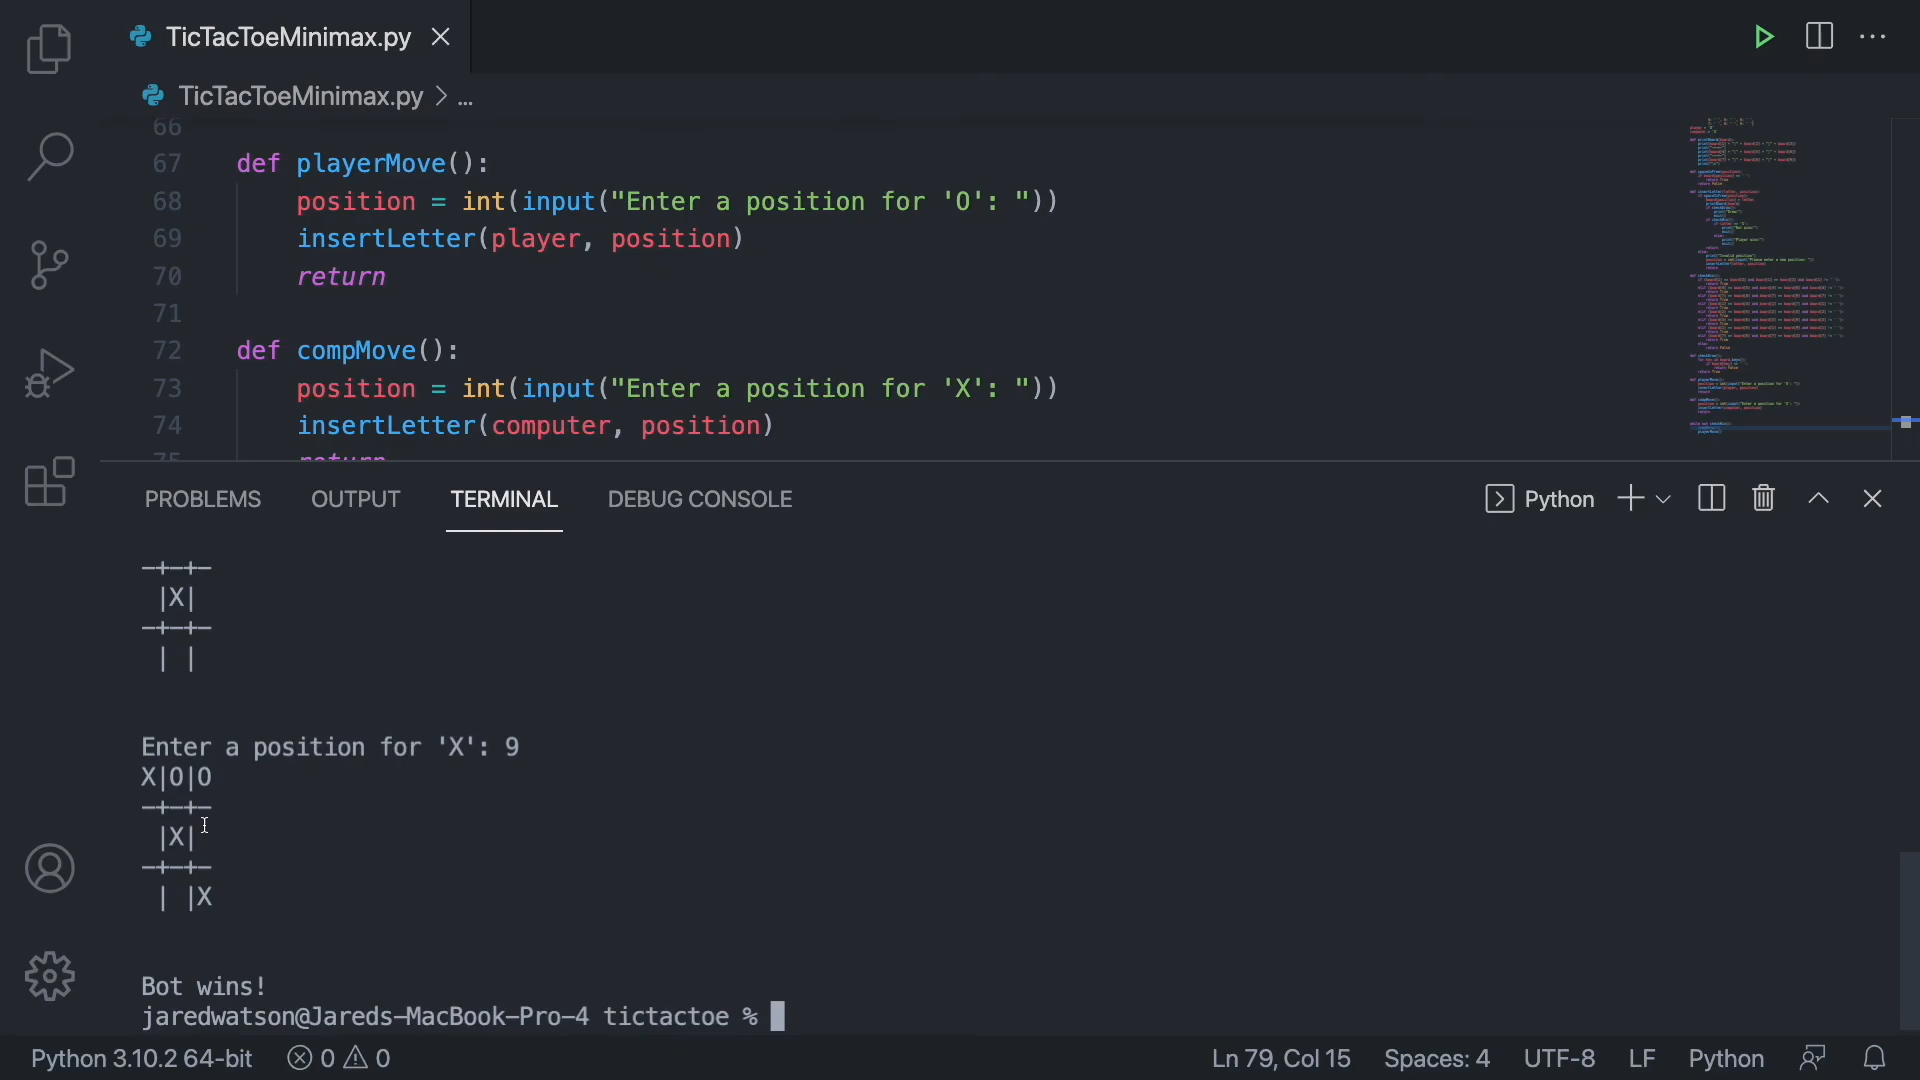 TicTacToeMinimax.py
TicTacToeMinimax.py > ...
66
67 def playerMove():
68 position = int(input("Enter a position for 'O': "))
69 insertLetter(player, position)
70 return
71
72 def compMove():
73 position = int(input("Enter a position for 'X': "))
74 insertLetter(computer, position)
75 return
PROBLEMS OUTPUT TERMINAL DEBUG CONSOLE Python
-+-+-
 |X|
-+-+-
 | |
Enter a position for 'X': 9
X|O|O
-+-+-
 |X|
-+-+-
 | |X
Bot wins!
jaredwatson@Jareds-MacBook-Pro-4 tictactoe %
Python 3.10.2 64-bit 0 0 Ln 79, Col 15 Spaces: 4 UTF-8 LF Python